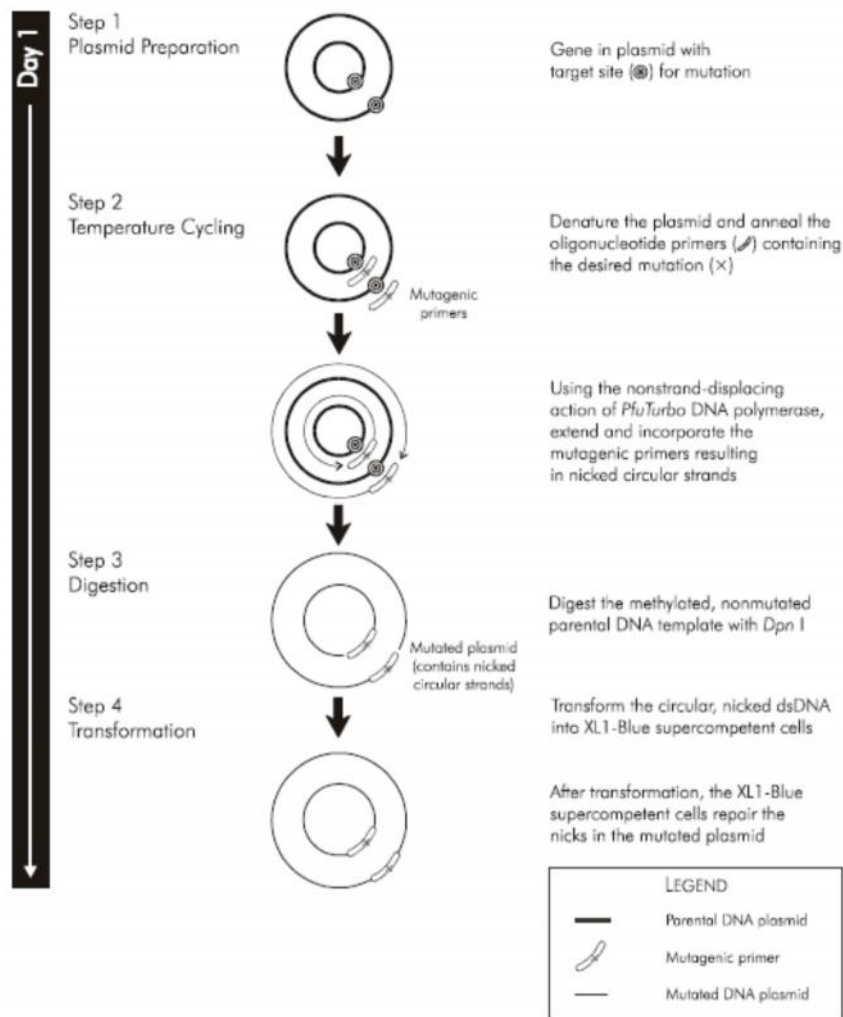 Day 1
Step 1
Plasmid Preparation
Gene in plasmid with
target site (⊗) for mutation
Step 2
Temperature Cycling
Mutagenic
primers
Denature the plasmid and anneal the
oligonucleotide primers ( ) containing
the desired mutation (×)
Using the nonstrand-displacing
action of PfuTurbo DNA polymerase,
extend and incorporate the
mutagenic primers resulting
in nicked circular strands
Step 3
Digestion
Mutated plasmid
(contains nicked
circular strands)
Digest the methylated, nonmutated
parental DNA template with Dpn I
Step 4
Transformation
Transform the circular, nicked dsDNA
into XL1-Blue supercompetent cells
After transformation, the XL1-Blue
supercompetent cells repair the
nicks in the mutated plasmid
LEGEND
Parental DNA plasmid
Mutagenic primer
Mutated DNA plasmid